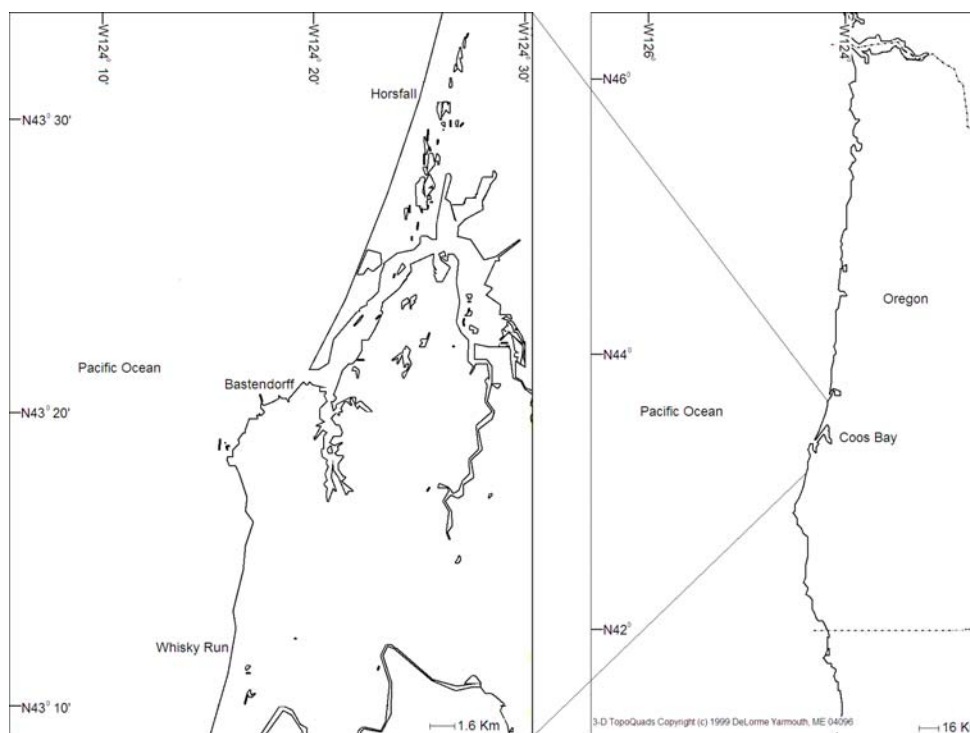 W124° 10'
W124° 20'
W124° 30'
Horsfall
N43° 30'
Pacific Ocean
Bastendorff
N43° 20'
Whisky Run
N43° 10'
1.6 Km
W126°
W124
N46°
Oregon
N44°
Pacific Ocean
Coos Bay
N42°
3-D TopoQuads Copyright (c) 1999 DeLorme Yarmouth, ME 04096
16 K